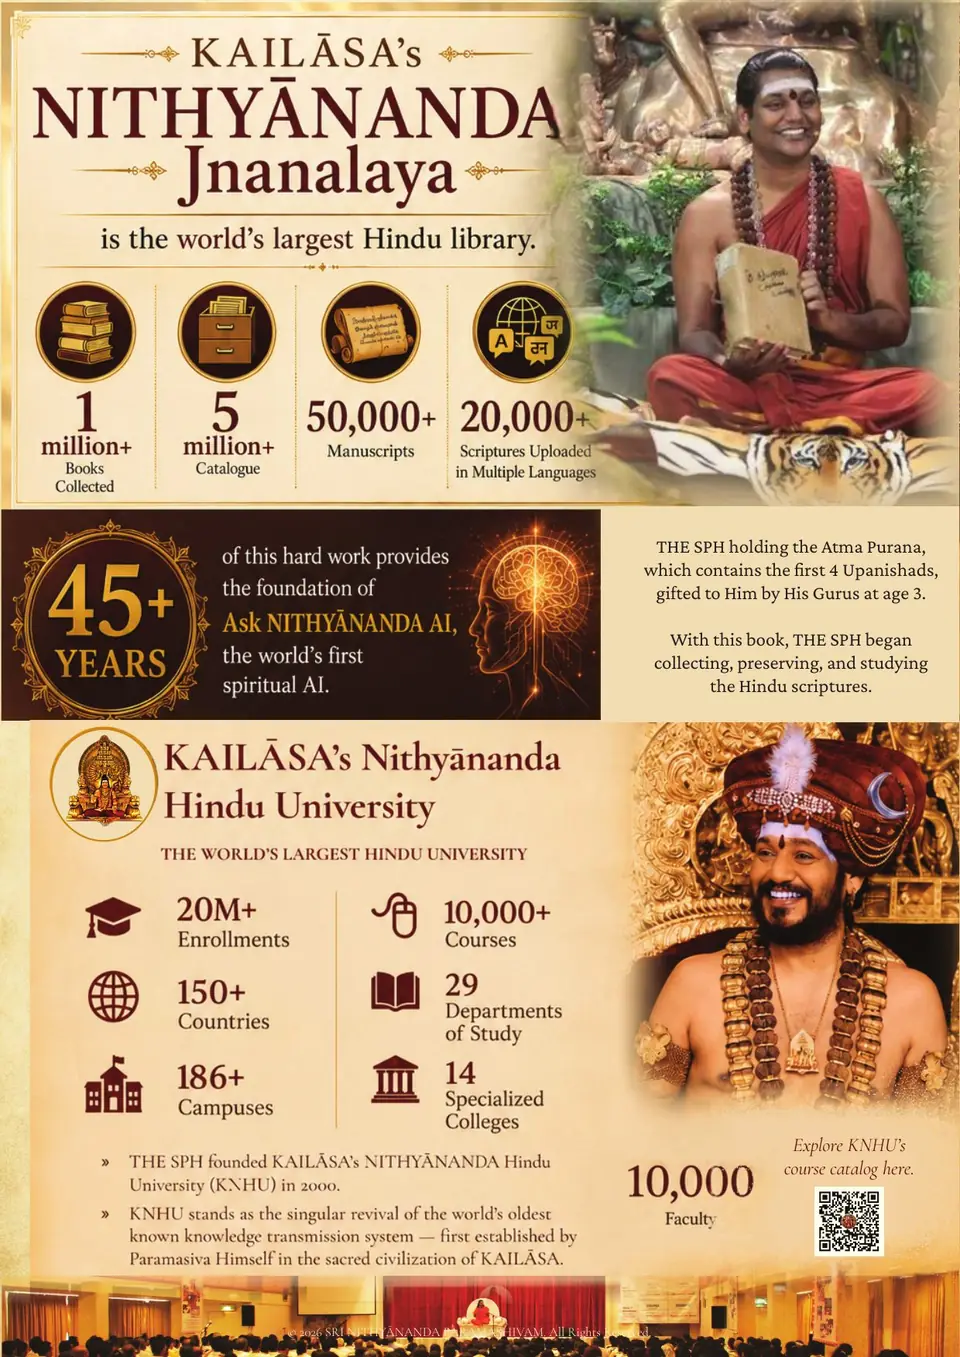 KAILĀSA's
NITHYĀNANDA
Jnanalaya
is the world's largest Hindu library.
1
million+
Books
Collected
5
million+
Catalogue
50,000+
Manuscripts
20,000+
Scriptures Uploaded
in Multiple Languages
45+
YEARS
of this hard work provides
the foundation of
Ask NITHYĀNANDA AI,
the world's first
spiritual AI.
THE SPH holding the Atma Purana,
which contains the first 4 Upanishads,
gifted to Him by His Gurus at age 3.
With this book, THE SPH began
collecting, preserving, and studying
the Hindu scriptures.
KAILĀSA's Nithyānanda
Hindu University
THE WORLD'S LARGEST HINDU UNIVERSITY
20M+
Enrollments
10,000+
Courses
150+
Countries
29
Departments
of Study
186+
Campuses
14
Specialized
Colleges
» THE SPH founded KAILĀSA's NITHYĀNANDA Hindu
University (KNHU) in 2000.
» KNHU stands as the singular revival of the world's oldest
known knowledge transmission system — first established by
Paramasiva Himself in the sacred civilization of KAILĀSA.
10,000
Faculty
Explore KNHU's
course catalog here.
© 2026 SRI NITHYĀNANDA PARAMASHIVAM, All Rights Reserved